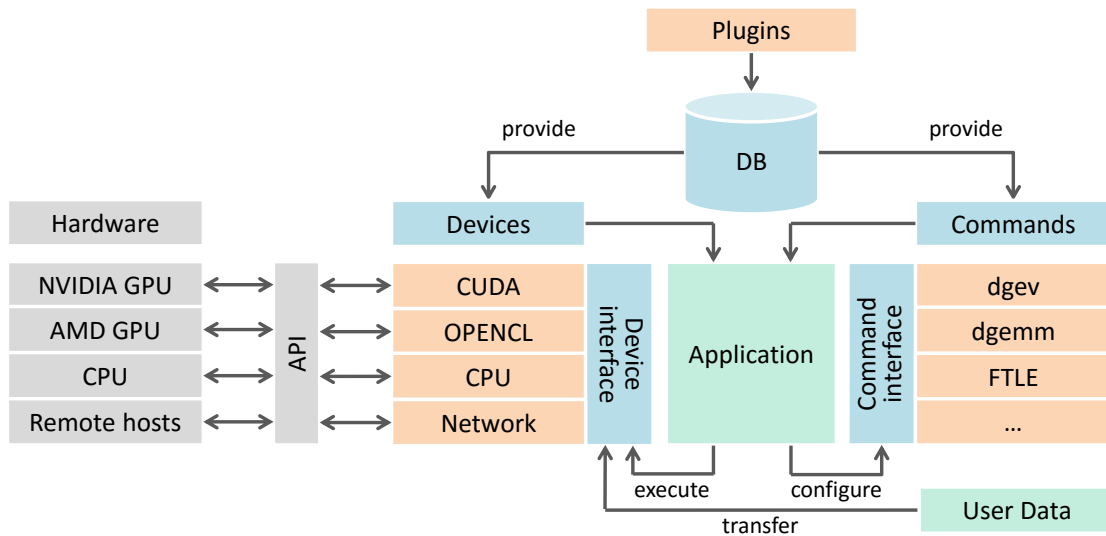 Plugins
provide
provide
DB
Hardware
Devices
Commands
NVIDIA GPU
AMD GPU
CPU
Remote hosts
API
CUDA
OPENCL
CPU
Network
Device
interface
Application
Command
interface
dgev
dgemm
FTLE
...
execute
configure
transfer
User Data